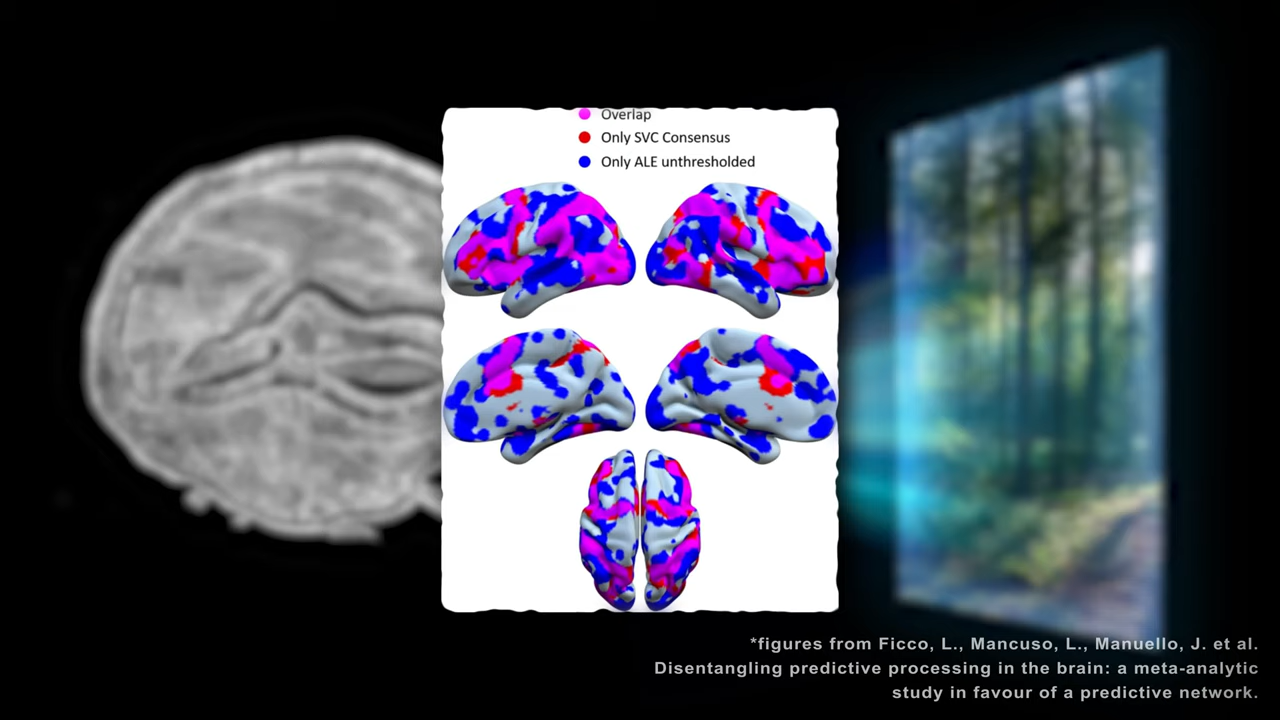 Overlap
Only SVC Consensus
Only ALE unthresholded
*figures from Ficco, L., Mancuso, L., Manuello, J. et al.
Disentangling predictive processing in the brain: a meta-analytic
study in favour of a predictive network.